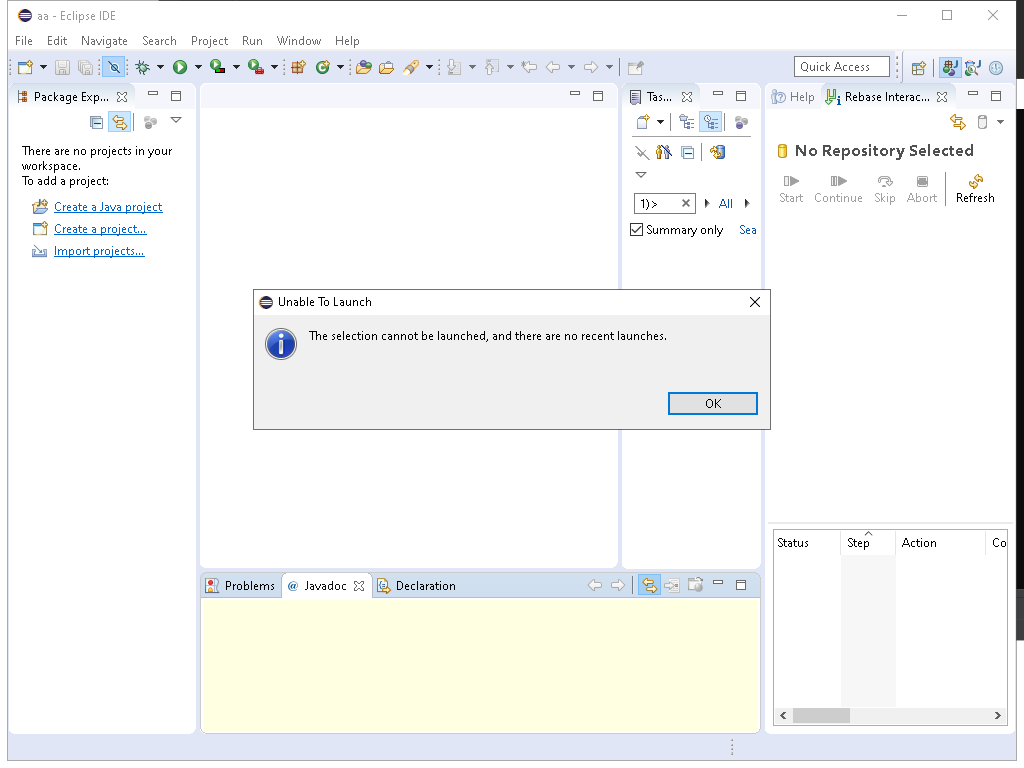 aa - Eclipse IDE
File Edit Navigate Search Project Run Window Help
Quick Access
Package Exp...
There are no projects in your
workspace.
To add a project:
Create a Java project
Create a project...
Import projects...
Tas...
1)>
All
Summary only
Sea
Help
Rebase Interac...
No Repository Selected
Start Continue Skip Abort Refresh
Unable To Launch
The selection cannot be launched, and there are no recent launches.
OK
Status Step Action Co
Problems @ Javadoc Declaration